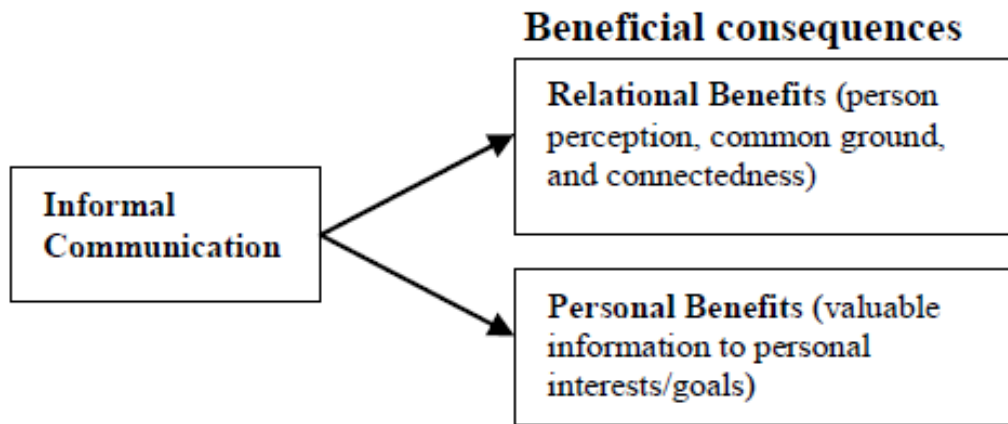 Beneficial consequences
Relational Benefits (person
perception, common ground,
and connectedness)
Informal
Communication
Personal Benefits (valuable
information to personal
interests/goals)